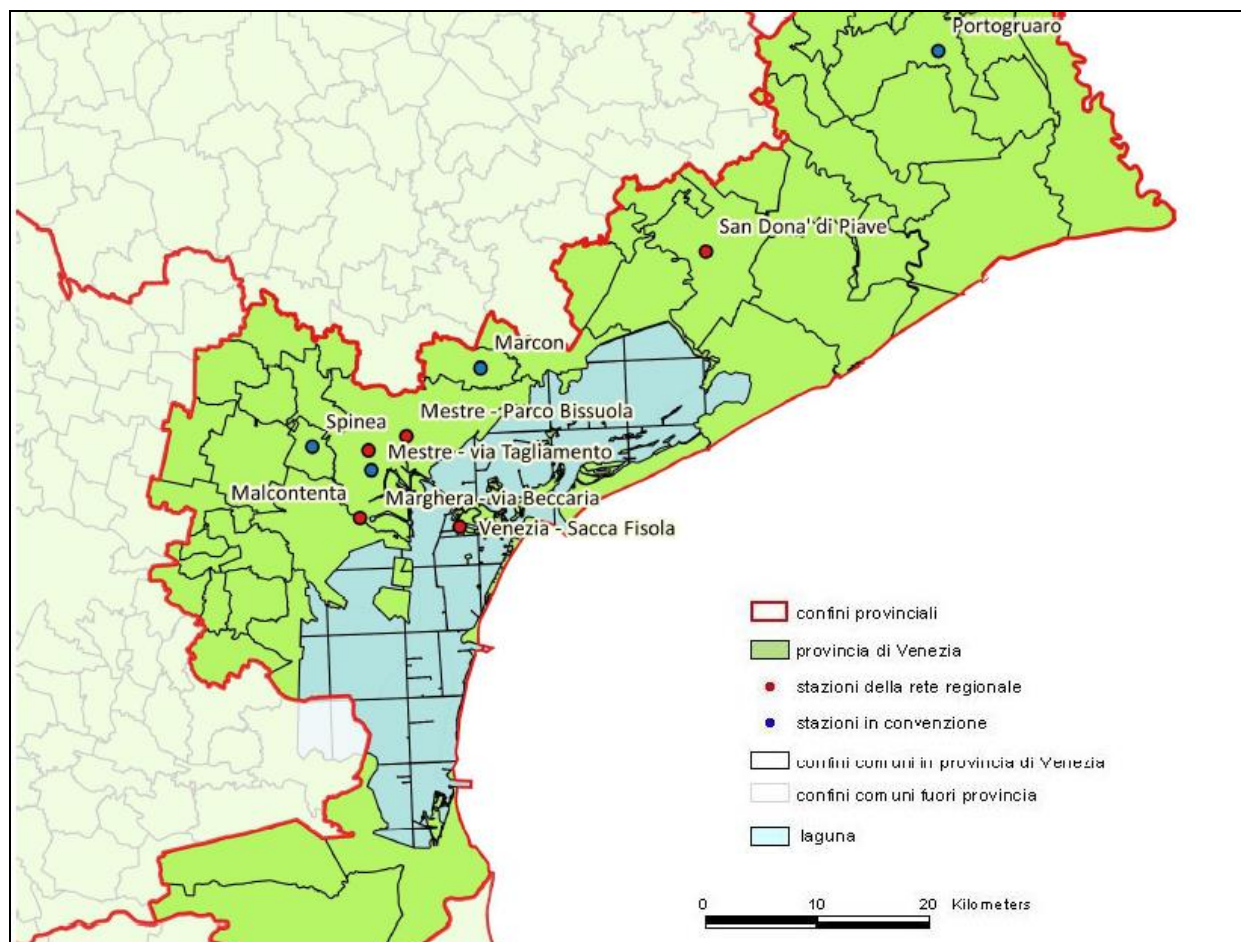 Portogruaro
San Dona' di Piave
Marcon
Mestre - Parco Bissuola
Spinea
Mestre - via Tagliamento
Malcontenta
Marghera - via Beccaria
Venezia - Sacca Fisola
confini provinciali
provincia di Venezia
stazioni della rete regionale
stazioni in convenzione
confini comuni in provincia di Venezia
confini comuni fuori provincia
laguna
0 10 20 Kilometers